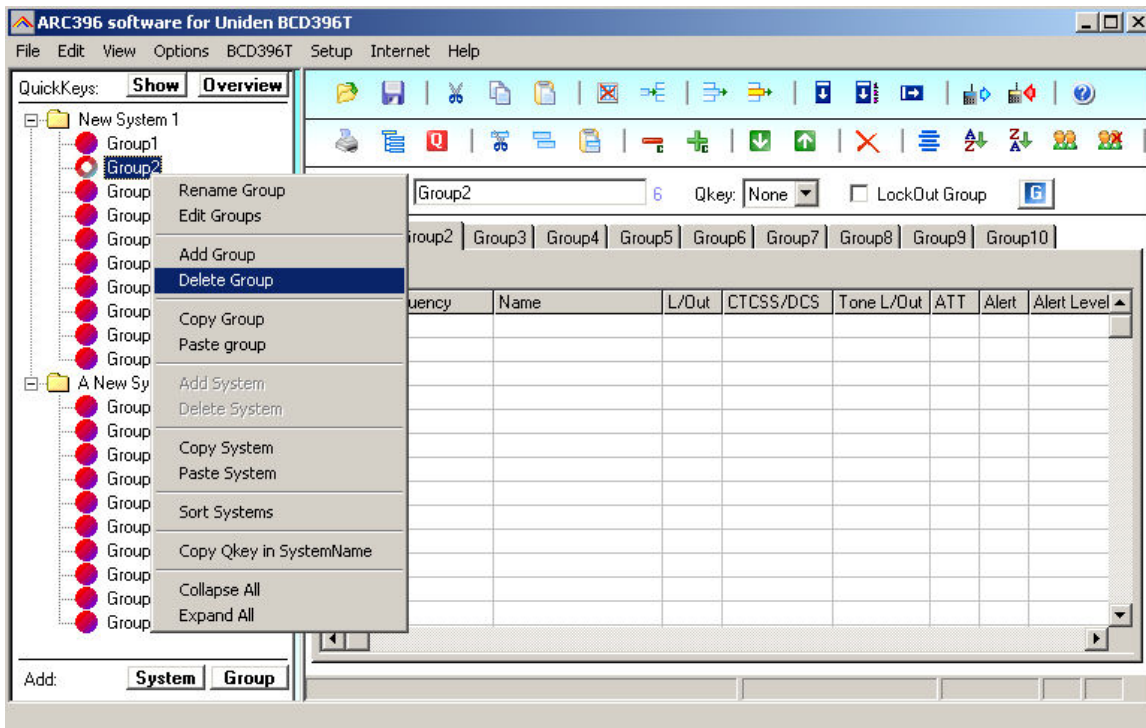 ARC396 software for Uniden BCD396T
File Edit View Options BCD396T Setup Internet Help
QuickKeys: Show Overview
New System 1
Group1
Group2
Group
Group
Group
Group
Group
Group
Group
Group
A New Sy
Group
Group
Group
Group
Group
Group
Group
Group
Group
Group
Add: System Group
Rename Group
Edit Groups
Add Group
Delete Group
Copy Group
Paste group
Add System
Delete System
Copy System
Paste System
Sort Systems
Copy Qkey in SystemName
Collapse All
Expand All
Q
A Z
Z A
Group2 6 Qkey: None LockOut Group G
roup2 Group3 Group4 Group5 Group6 Group7 Group8 Group9 Group10
uency Name L/Out CTCSS/DCS Tone L/Out ATT Alert Alert Level